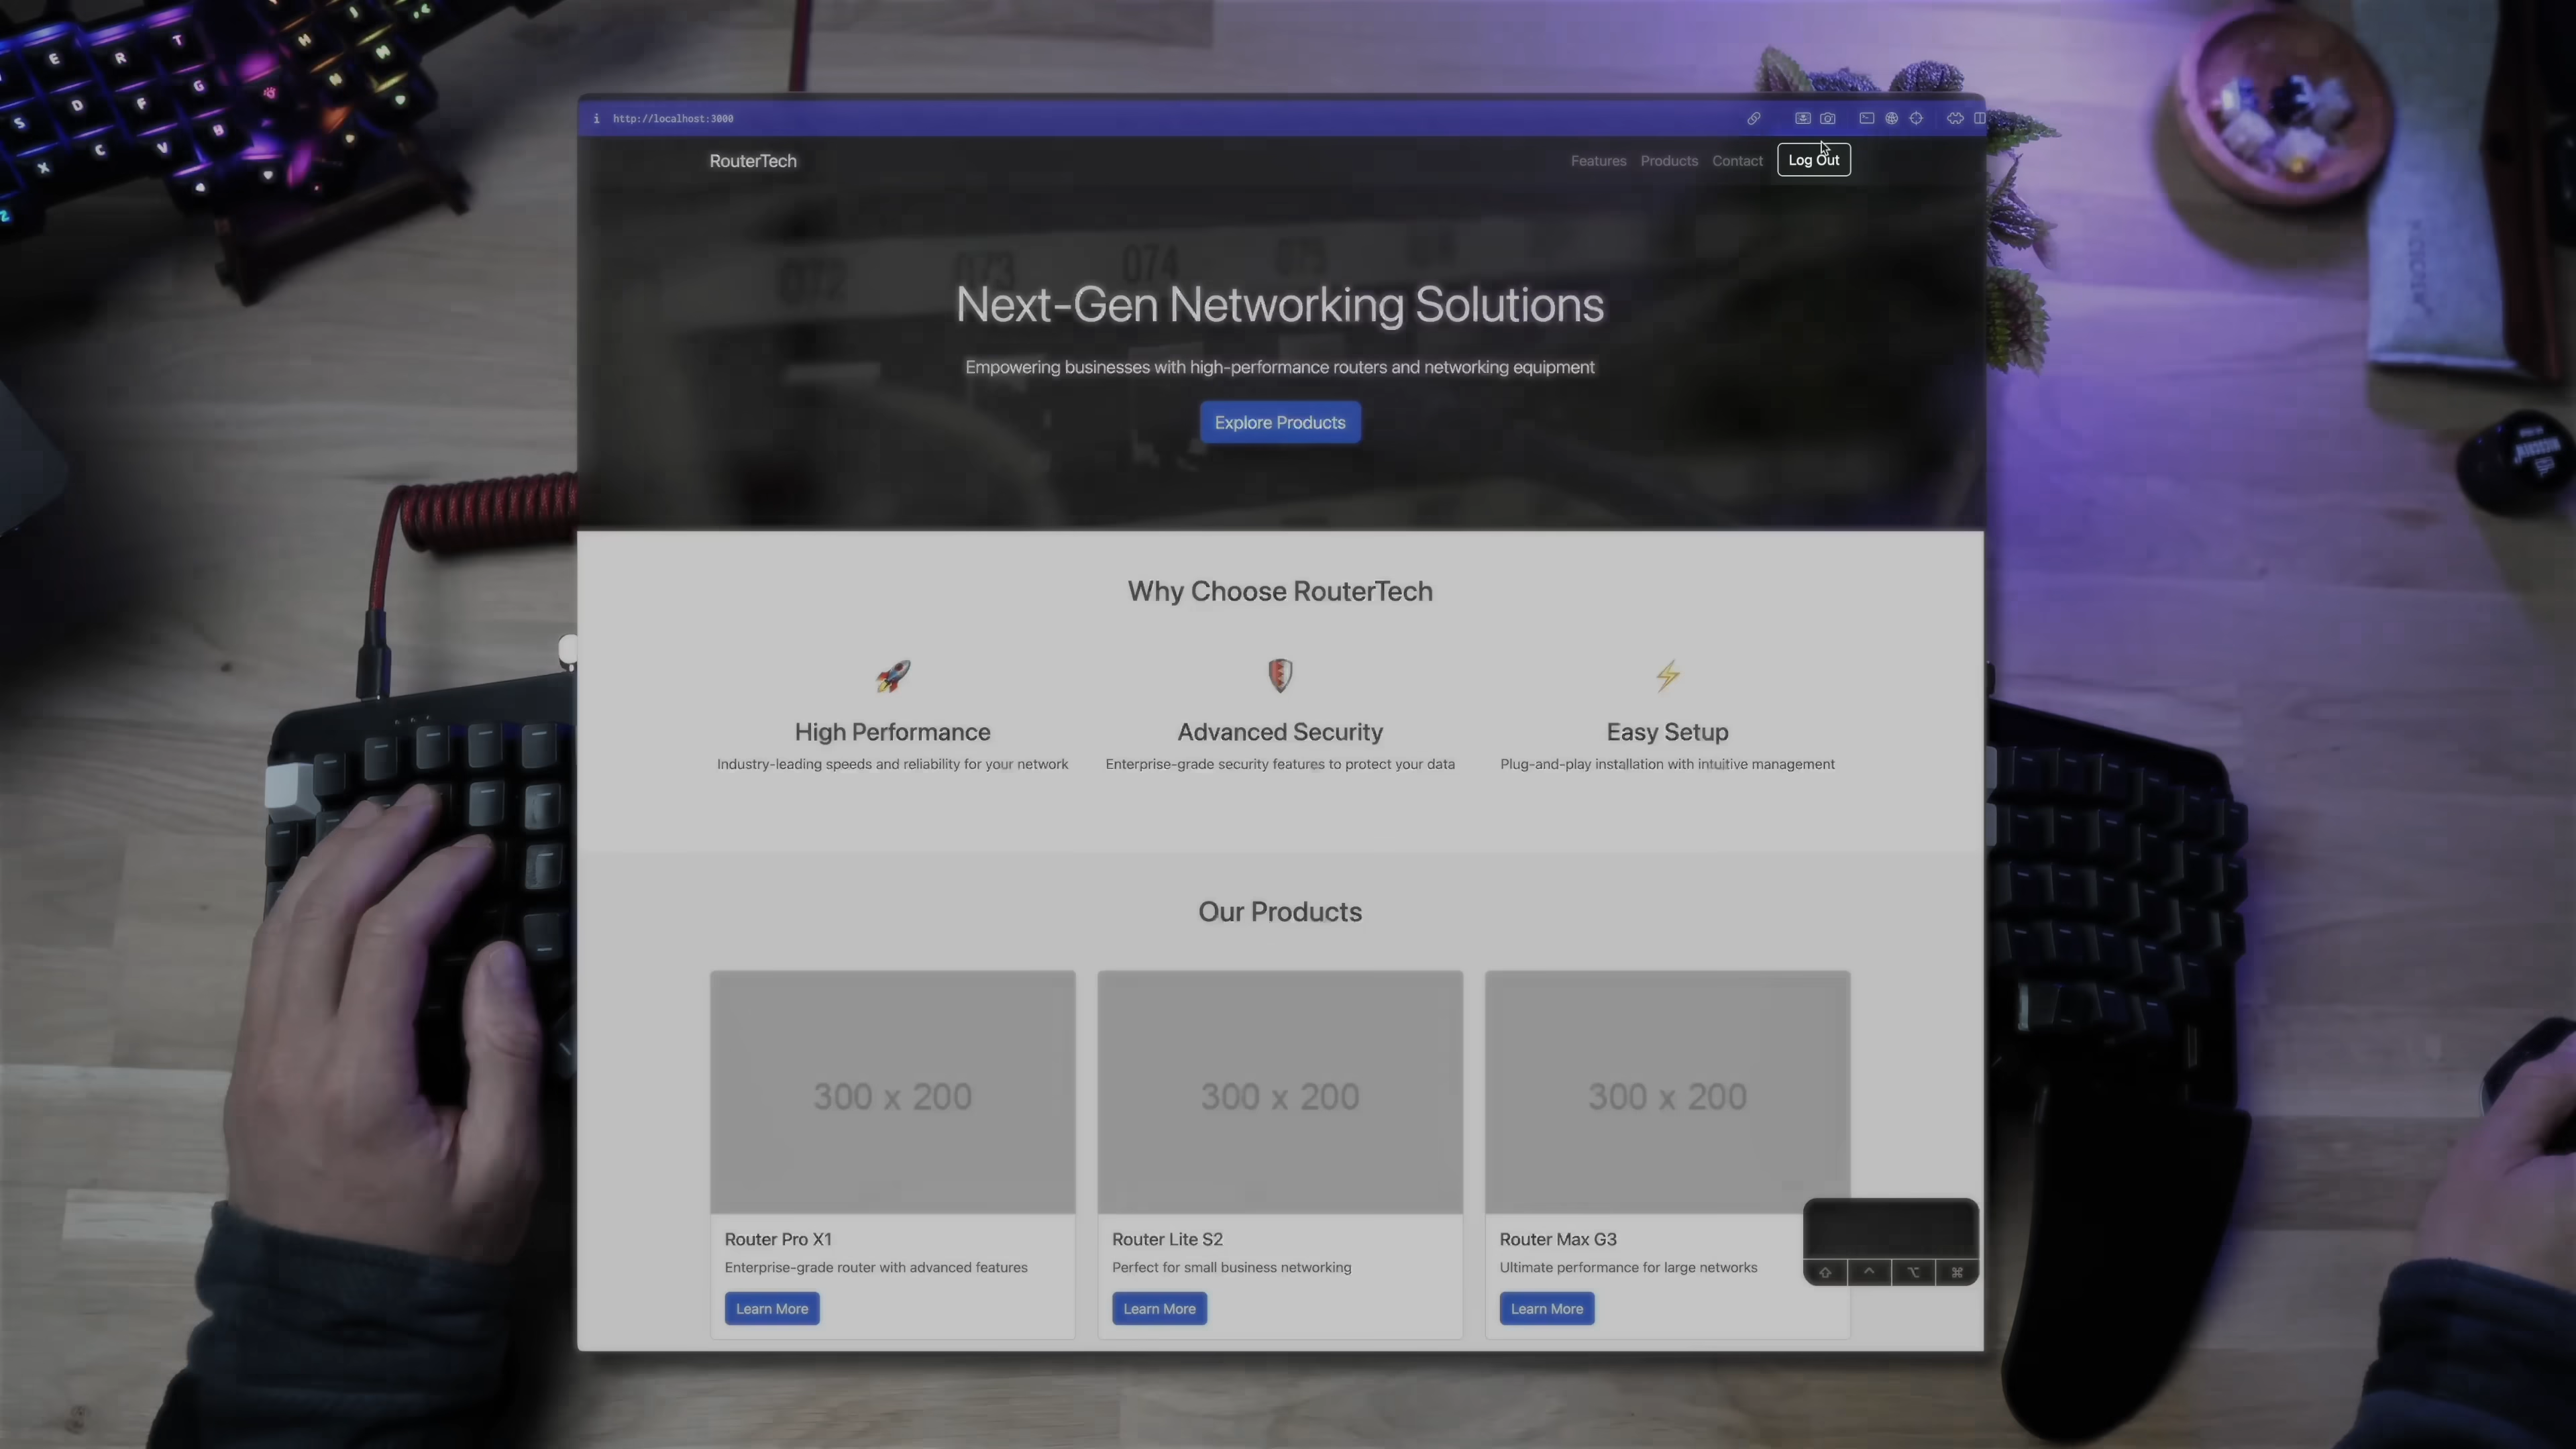 http://localhost:3000
RouterTech
Features Products Contact Log Out
072 073 074 075
Next-Gen Networking Solutions
Empowering businesses with high-performance routers and networking equipment
Explore Products
Why Choose RouterTech
High Performance
Industry-leading speeds and reliability for your network
Advanced Security
Enterprise-grade security features to protect your data
Easy Setup
Plug-and-play installation with intuitive management
Our Products
300 x 200
Router Pro X1
Enterprise-grade router with advanced features
Learn More
300 x 200
Router Lite S2
Perfect for small business networking
Learn More
300 x 200
Router Max G3
Ultimate performance for large networks
Learn More
E R T
S D F G H N
Z X C V B